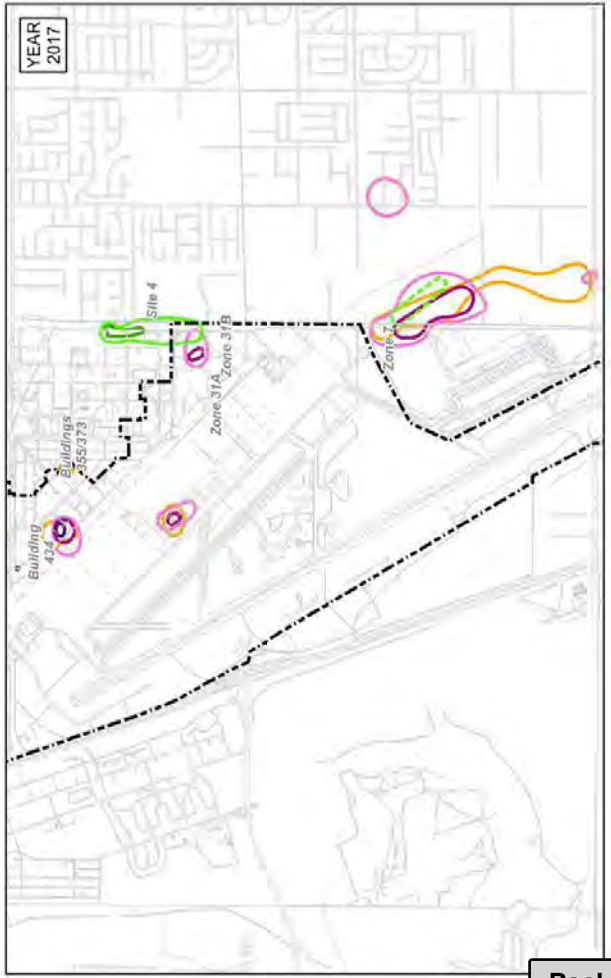 YEAR
2017
Site 4
Zone 31B
Zone 31A
Zone 7
Buildings
355/373
Building
434